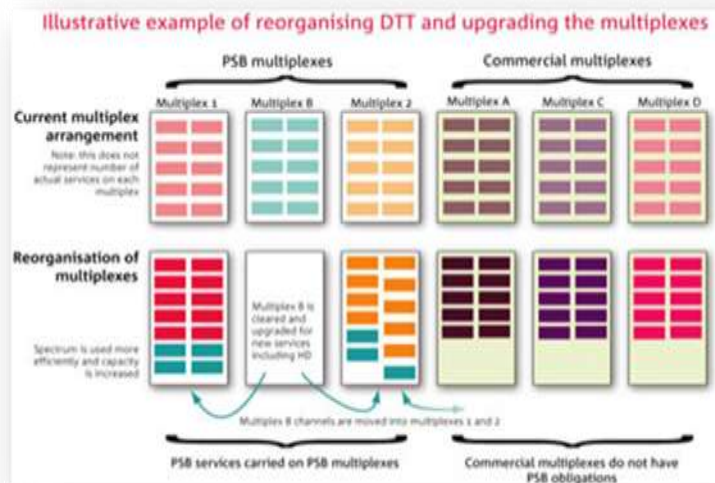 Illustrative example of reorganising DTT and upgrading the multiplexes
PSB multiplexes
Commercial multiplexes
Multiplex 1
Multiplex B
Multiplex 2
Multiplex A
Multiplex C
Multiplex D
Current multiplex
arrangement
Note: this does not
represent number of
actual services on each
multiplex
Reorganisation of
multiplexes
Spectrum is used more
efficiently and capacity
is increased
Multiplex B is
cleared and
upgraded for
new services
including HD
Multiplex B channels are moved into multiplexes 1 and 2
PSB services carried on PSB multiplexes
Commercial multiplexes do not have
PSB obligations